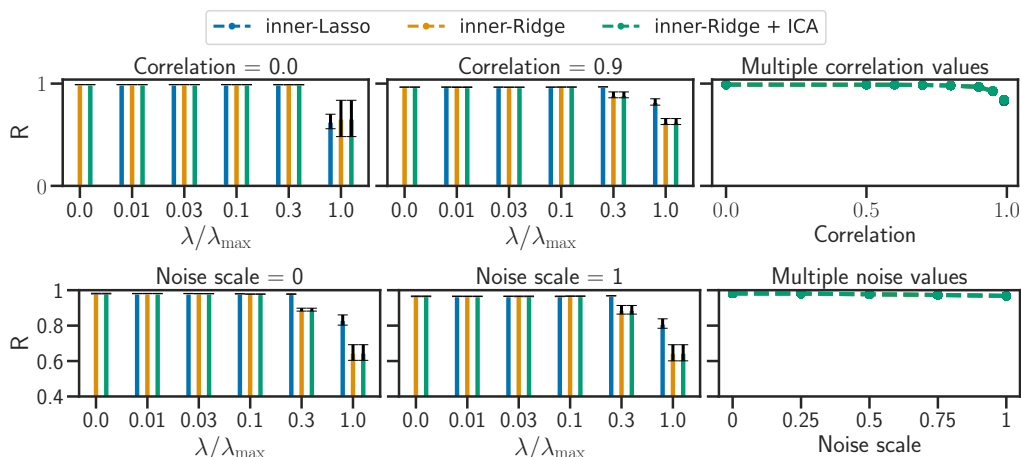 inner-Lasso inner-Ridge inner-Ridge + ICA
Correlation = 0.0 Correlation = 0.9 Multiple correlation values
R
1
0
0.0 0.01 0.03 0.1 0.3 1.0
λ/λmax
0.0 0.01 0.03 0.1 0.3 1.0
λ/λmax
1
0.0 0.5 1.0
Correlation
Noise scale = 0 Noise scale = 1 Multiple noise values
R
1
0.8
0.6
0.4
0.0 0.01 0.03 0.1 0.3 1.0
λ/λmax
0.0 0.01 0.03 0.1 0.3 1.0
λ/λmax
0 0.25 0.5 0.75 1
Noise scale